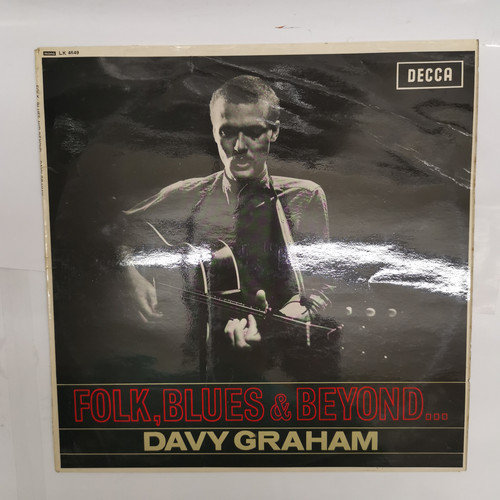 LK 4649
DECCA
FOLK, BLUES & BEYOND...
DAVY GRAHAM